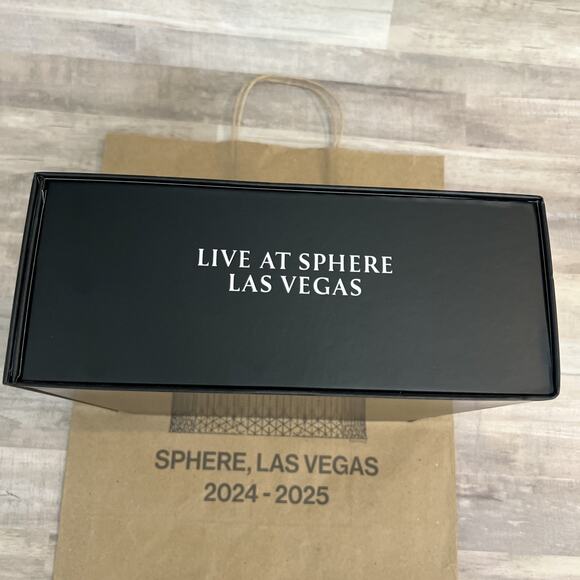 LIVE AT SPHERE
LAS VEGAS
SPHERE, LAS VEGAS
2024 - 2025